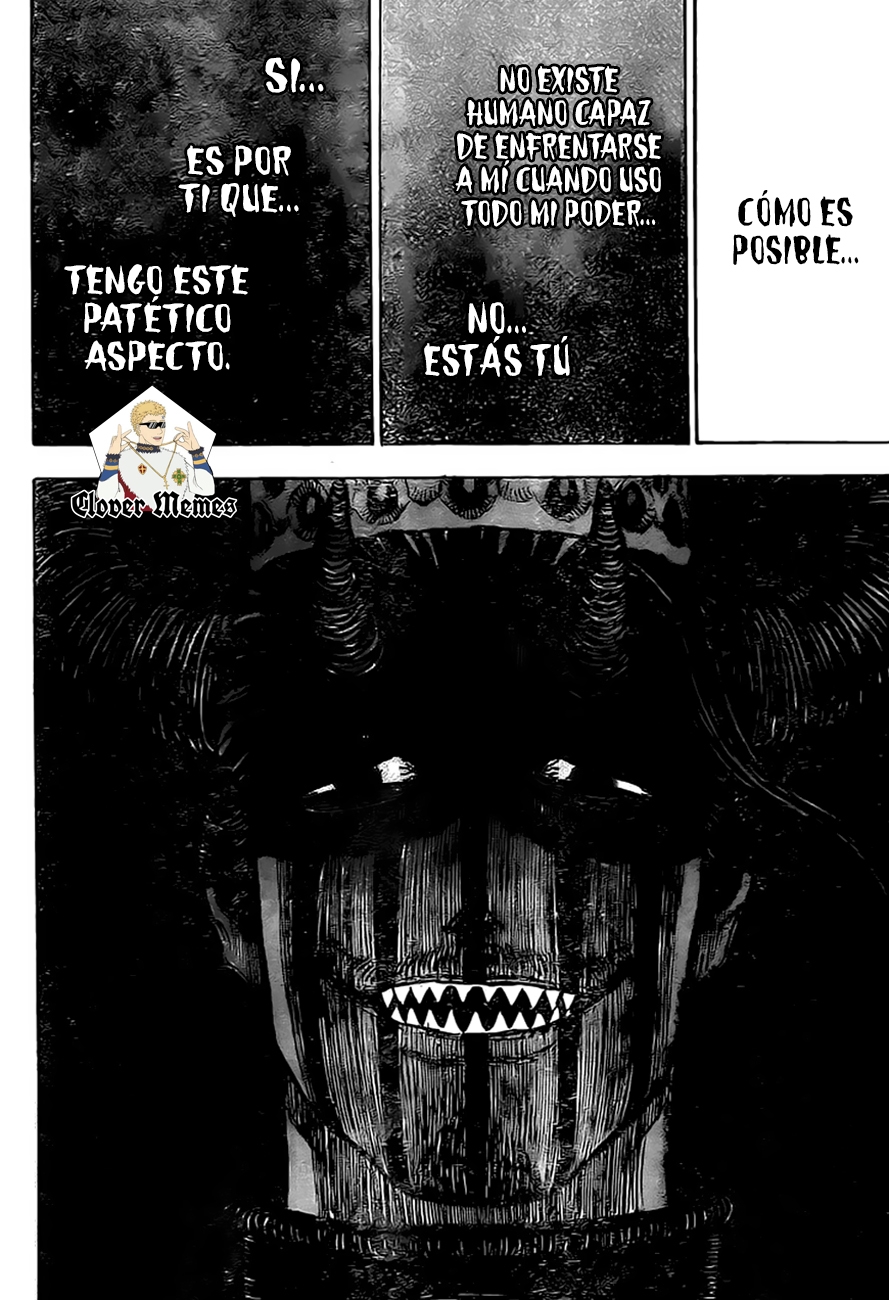 CÓMO ES
POSIBLE...
NO EXISTE
HUMANO CAPAZ
DE ENFRENTARSE
A MÍ CUANDO USO
TODO MI PODER...
NO...
ESTÁS TÚ
SI...
ES POR
TI QUE...
TENGO ESTE
PATÉTICO
ASPECTO.
Clover Memes